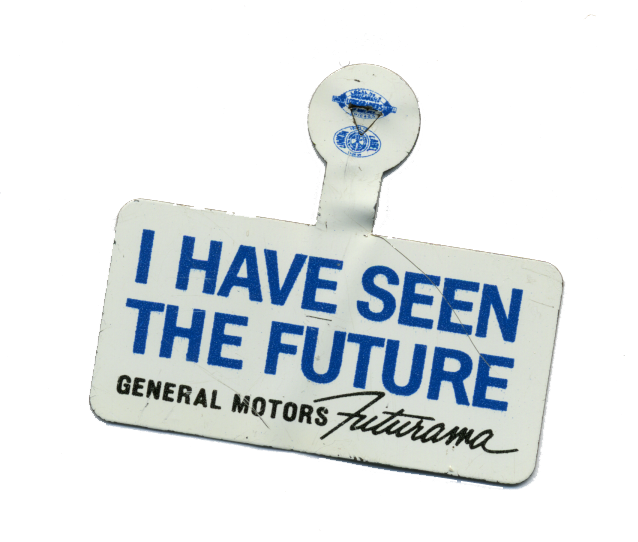 I HAVE SEEN
THE FUTURE
GENERAL MOTORS Futurama